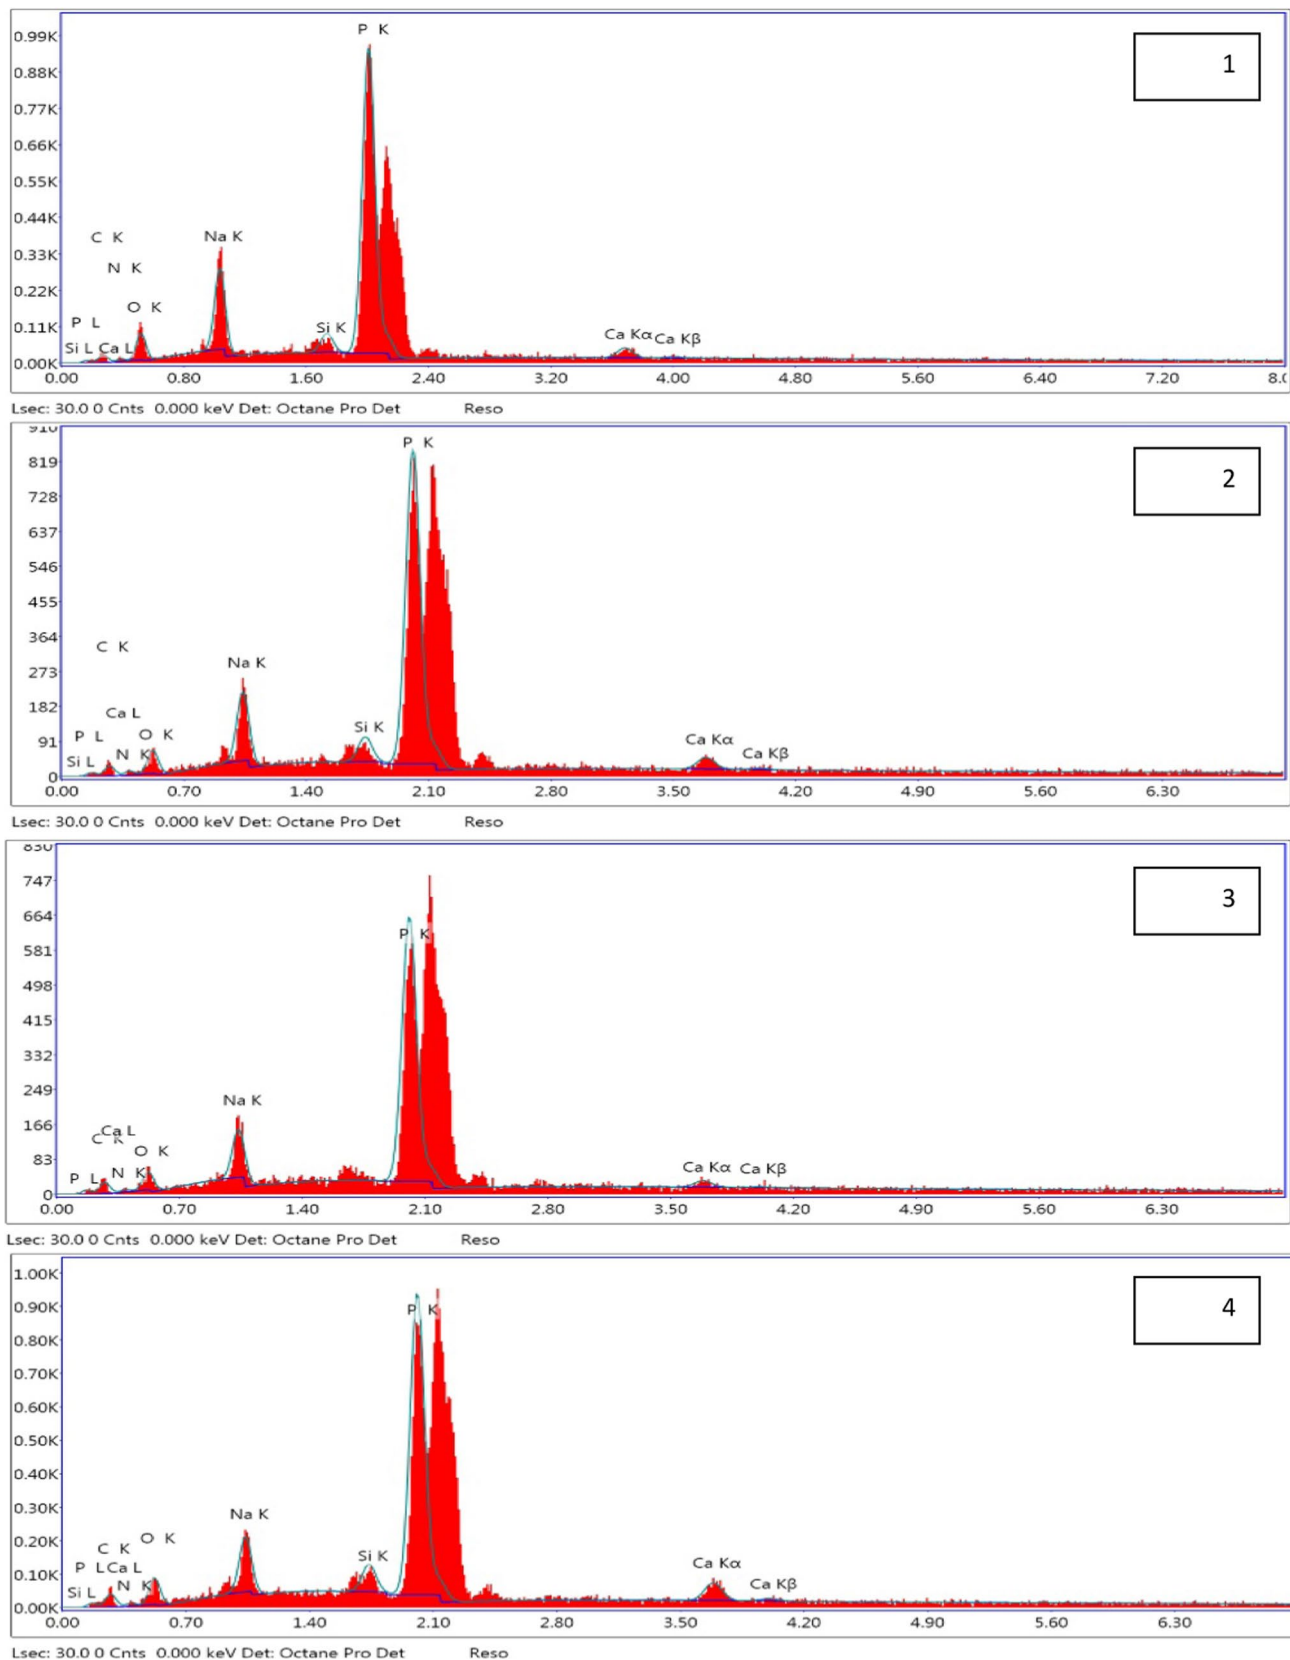 P K
0.99K
1
0.88K
0.77K
0.66K
0.55K
0.44K
C K
Na K
0.33K
N K
0.22K
O K
P L
0.11K
Si K
Ca Kα Ca Kβ
Si L Ca L
0.00K
0.00 0.80 1.60 2.40 3.20 4.00 4.80 5.60 6.40 7.20
Lsec: 30.0 0 Cnts 0.000 keV Det: Octane Pro Det Reso
910
P K
819
2
728
637
546
455
364
C K
273
Na K
182
Ca L
Si K
P L O K
91
Ca Kα
N K
Ca Kβ
Si L
0
0.00 0.70 1.40 2.10 2.80 3.50 4.20 4.90 5.60 6.30
Lsec: 30.0 0 Cnts 0.000 keV Det: Octane Pro Det Reso
830
747
3
664
P K
581
498
415
332
249
Na K
166
Ca L
C K
O K
83
Ca Kα Ca Kβ
P L N K
0
0.00 0.70 1.40 2.10 2.80 3.50 4.20 4.90 5.60 6.30
Lsec: 30.0 0 Cnts 0.000 keV Det: Octane Pro Det Reso
1.00K
4
0.90K
P K
0.80K
0.70K
0.60K
0.50K
0.40K
0.30K
Na K
0.20K
O K
C K
Si K
Ca Kα
P L Ca L
0.10K
N K
Ca Kβ
Si L
0.00K
0.00 0.70 1.40 2.10 2.80 3.50 4.20 4.90 5.60 6.30
Lsec: 30.0 0 Cnts 0.000 keV Det: Octane Pro Det Reso